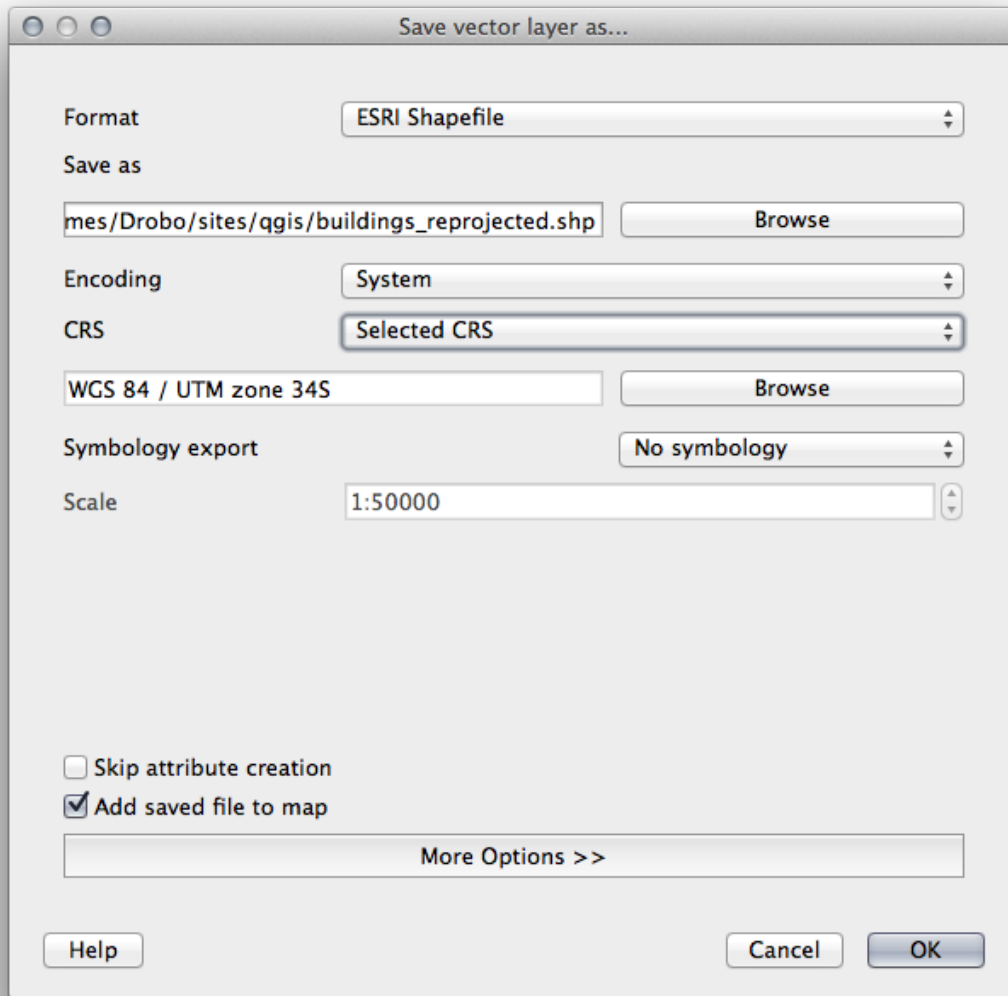 Save vector layer as...
Format ESRI Shapefile
Save as
mes/Drobo/sites/qgis/buildings_reprojected.shp Browse
Encoding System
CRS Selected CRS
WGS 84 / UTM zone 34S Browse
Symbology export No symbology
Scale 1:50000
Skip attribute creation
Add saved file to map
More Options >>
Help Cancel OK